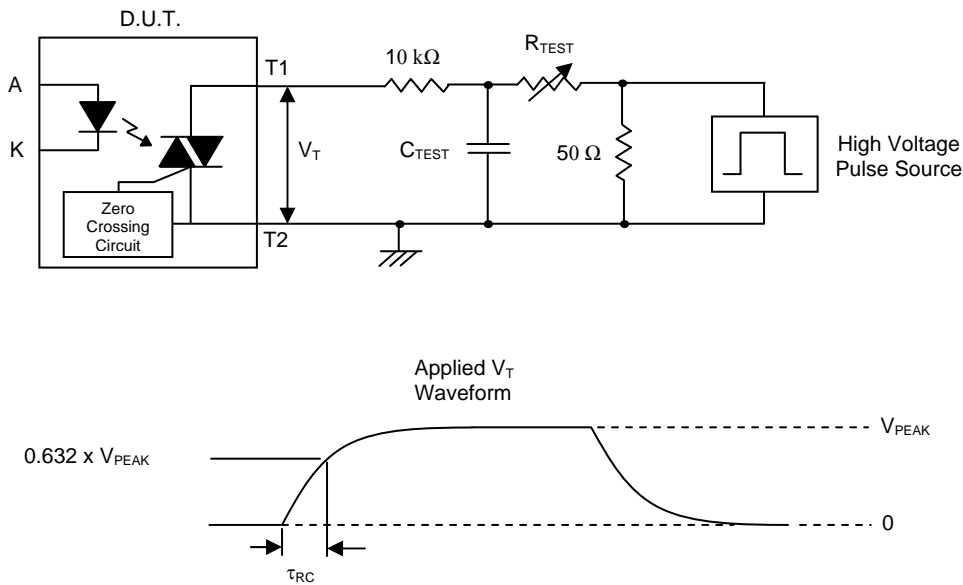 D.U.T.
A
K
Zero
Crossing
Circuit
T1
V_T
T2
10 kΩ
R_TEST
C_TEST
50 Ω
High Voltage
Pulse Source
Applied V_T
Waveform
V_PEAK
0.632 x V_PEAK
0
τ_RC